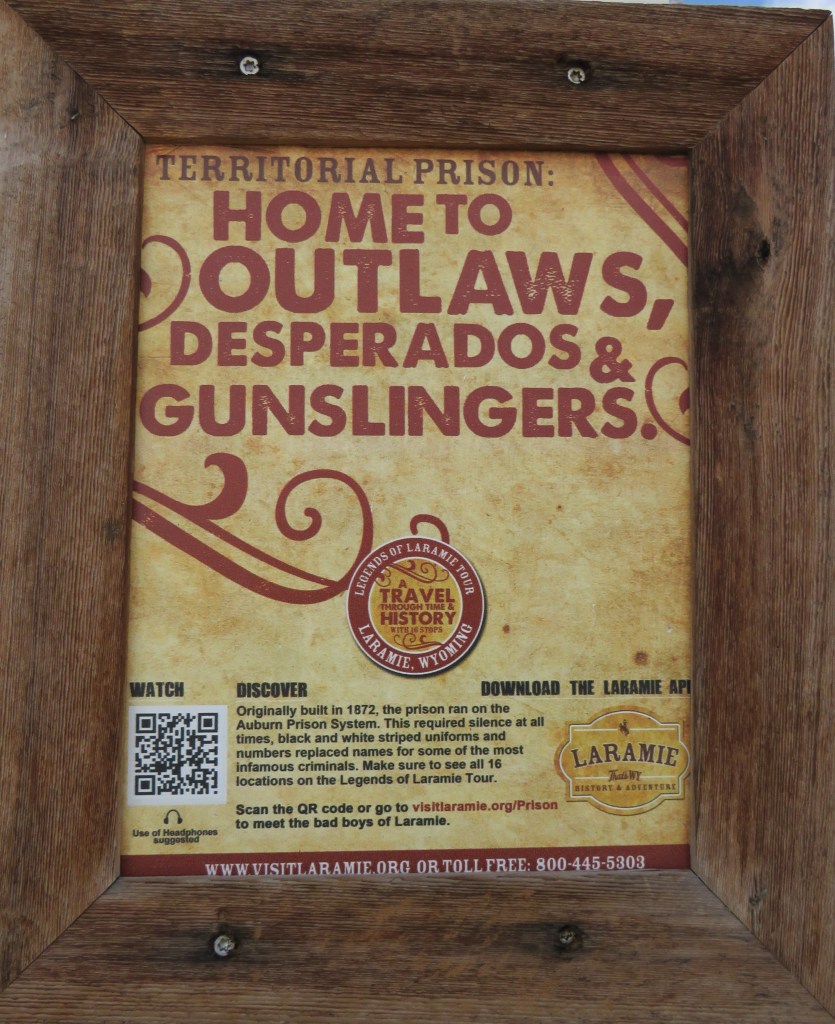 TERRITORIAL PRISON:
HOME TO
OUTLAWS,
DESPERADOS &
GUNSLINGERS.
LEGENDS OF LARAMIE TOUR
A
TRAVEL
THROUGH TIME &
HISTORY
WITH 16 STOPS
LARAMIE, WYOMING
WATCH
DISCOVER
DOWNLOAD THE LARAMIE AP
Originally built in 1872, the prison ran on the
Auburn Prison System. This required silence at all
times, black and white striped uniforms and
numbers replaced names for some of the most
infamous criminals. Make sure to see all 16
locations on the Legends of Laramie Tour.
Scan the QR code or go to visitlaramie.org/Prison
to meet the bad boys of Laramie.
Use of Headphones
suggested
LARAMIE
That's WY
HISTORY & ADVENTURE
WWW.VISITLARAMIE.ORG OR TOLL FREE: 800-445-5303